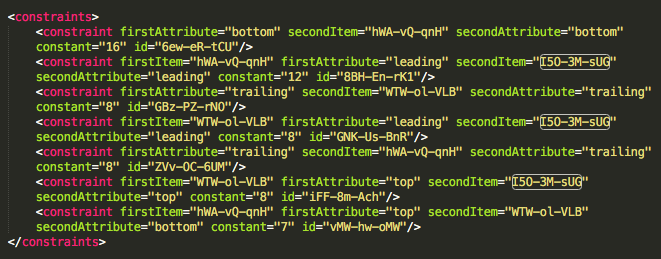 <constraints>
<constraint firstAttribute="bottom" secondItem="hWA-vQ-qnH" secondAttribute="bottom"
constant="16" id="6ew-eR-tCU"/>
<constraint firstItem="hWA-vQ-qnH" firstAttribute="leading" secondItem="I5O-3M-sUG"
secondAttribute="leading" constant="12" id="8BH-En-rK1"/>
<constraint firstAttribute="trailing" secondItem="WTW-ol-VLB" secondAttribute="trailing"
constant="8" id="GBz-PZ-rNO"/>
<constraint firstItem="WTW-ol-VLB" firstAttribute="leading" secondItem="I5O-3M-sUG"
secondAttribute="leading" constant="8" id="GNK-Us-BnR"/>
<constraint firstAttribute="trailing" secondItem="hWA-vQ-qnH" secondAttribute="trailing"
constant="8" id="ZVv-OC-6UM"/>
<constraint firstItem="WTW-ol-VLB" firstAttribute="top" secondItem="I5O-3M-sUG"
secondAttribute="top" constant="8" id="iFF-8m-Ach"/>
<constraint firstItem="hWA-vQ-qnH" firstAttribute="top" secondItem="WTW-ol-VLB"
secondAttribute="bottom" constant="7" id="vMW-hw-oMW"/>
</constraints>